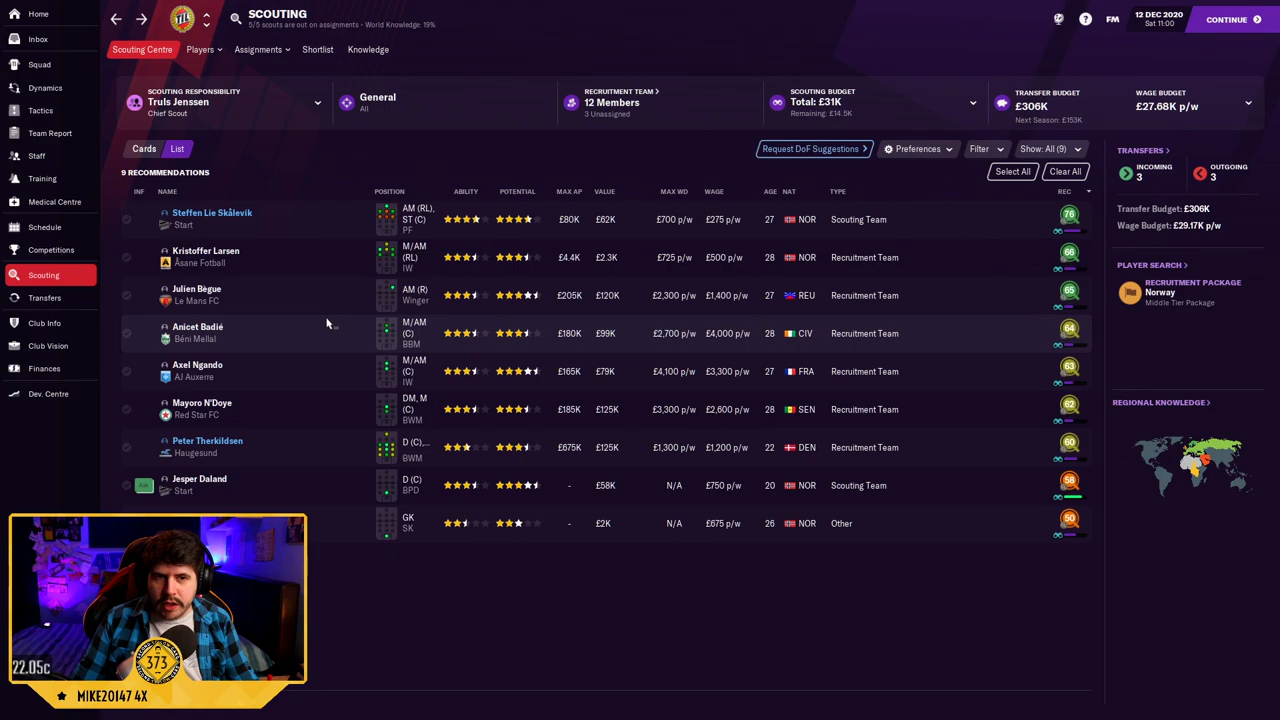 Home
Inbox
Squad
Dynamics
Tactics
Team Report
Staff
Training
Medical Centre
Schedule
Competitions
Scouting
Transfers
Club Info
Club Vision
Finances
Dev. Centre
TIL
SCOUTING
5/5 scouts are out on assignments - World Knowledge: 19%
FM
12 DEC 2020
Sat 11:00
CONTINUE
Scouting Centre
Players
Assignments
Shortlist
Knowledge
SCOUTING RESPONSIBILITY
Truls Jenssen
Chief Scout
General
All
RECRUITMENT TEAM
12 Members
3 Unassigned
SCOUTING BUDGET
Total: £31K
Remaining: £14.5K
TRANSFER BUDGET
£306K
Next Season: £153K
WAGE BUDGET
£27.68K p/w
Cards
List
Request DoF Suggestions
Preferences
Filter
Show: All (9)
9 RECOMMENDATIONS
Select All
Clear All
INF NAME POSITION ABILITY POTENTIAL MAX AP VALUE MAX WD WAGE AGE NAT TYPE REC
Steffen Lie Skålevik
Start
AM (RL),
ST (C)
PF
£80K £62K £700 p/w £275 p/w 27 NOR Scouting Team 76
Kristoffer Larsen
Åsane Fotball
M/AM
(RL)
IW
£4.4K £2.3K £725 p/w £500 p/w 28 NOR Recruitment Team 66
Julien Bègue
Le Mans FC
AM (R)
Winger
£205K £120K £2,300 p/w £1,400 p/w 27 REU Recruitment Team 65
Anicet Badié
Béni Mellal
M/AM
(C)
BBM
£180K £99K £2,700 p/w £4,000 p/w 28 CIV Recruitment Team 64
Axel Ngando
AJ Auxerre
M/AM
(C)
IW
£165K £79K £4,100 p/w £3,300 p/w 27 FRA Recruitment Team 63
Mayoro N'Doye
Red Star FC
DM, M
(C)
BWM
£185K £125K £3,300 p/w £2,600 p/w 28 SEN Recruitment Team 62
Peter Therkildsen
Haugesund
D (C),...
BWM
£675K £125K £1,300 p/w £1,200 p/w 22 DEN Recruitment Team 60
Jesper Daland
Start
D (C)
BPD
- £58K N/A £750 p/w 20 NOR Scouting Team 58
GK
SK
- £2K N/A £675 p/w 26 NOR Other 50
TRANSFERS
INCOMING
3
OUTGOING
3
Transfer Budget: £306K
Wage Budget: £29.17K p/w
PLAYER SEARCH
RECRUITMENT PACKAGE
Norway
Middle Tier Package
REGIONAL KNOWLEDGE
22.05c
373
MIKE20147 4X